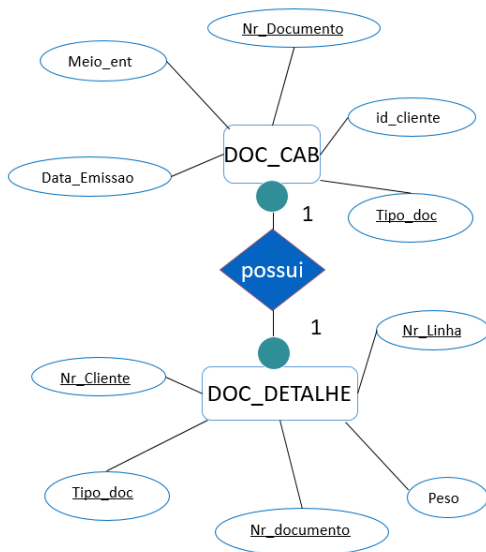 Nr_Documento
Meio_ent
id_cliente
DOC_CAB
Data_Emissao
Tipo_doc
1
possui
1
Nr_Linha
Nr_Cliente
DOC_DETALHE
Tipo_doc
Peso
Nr_documento